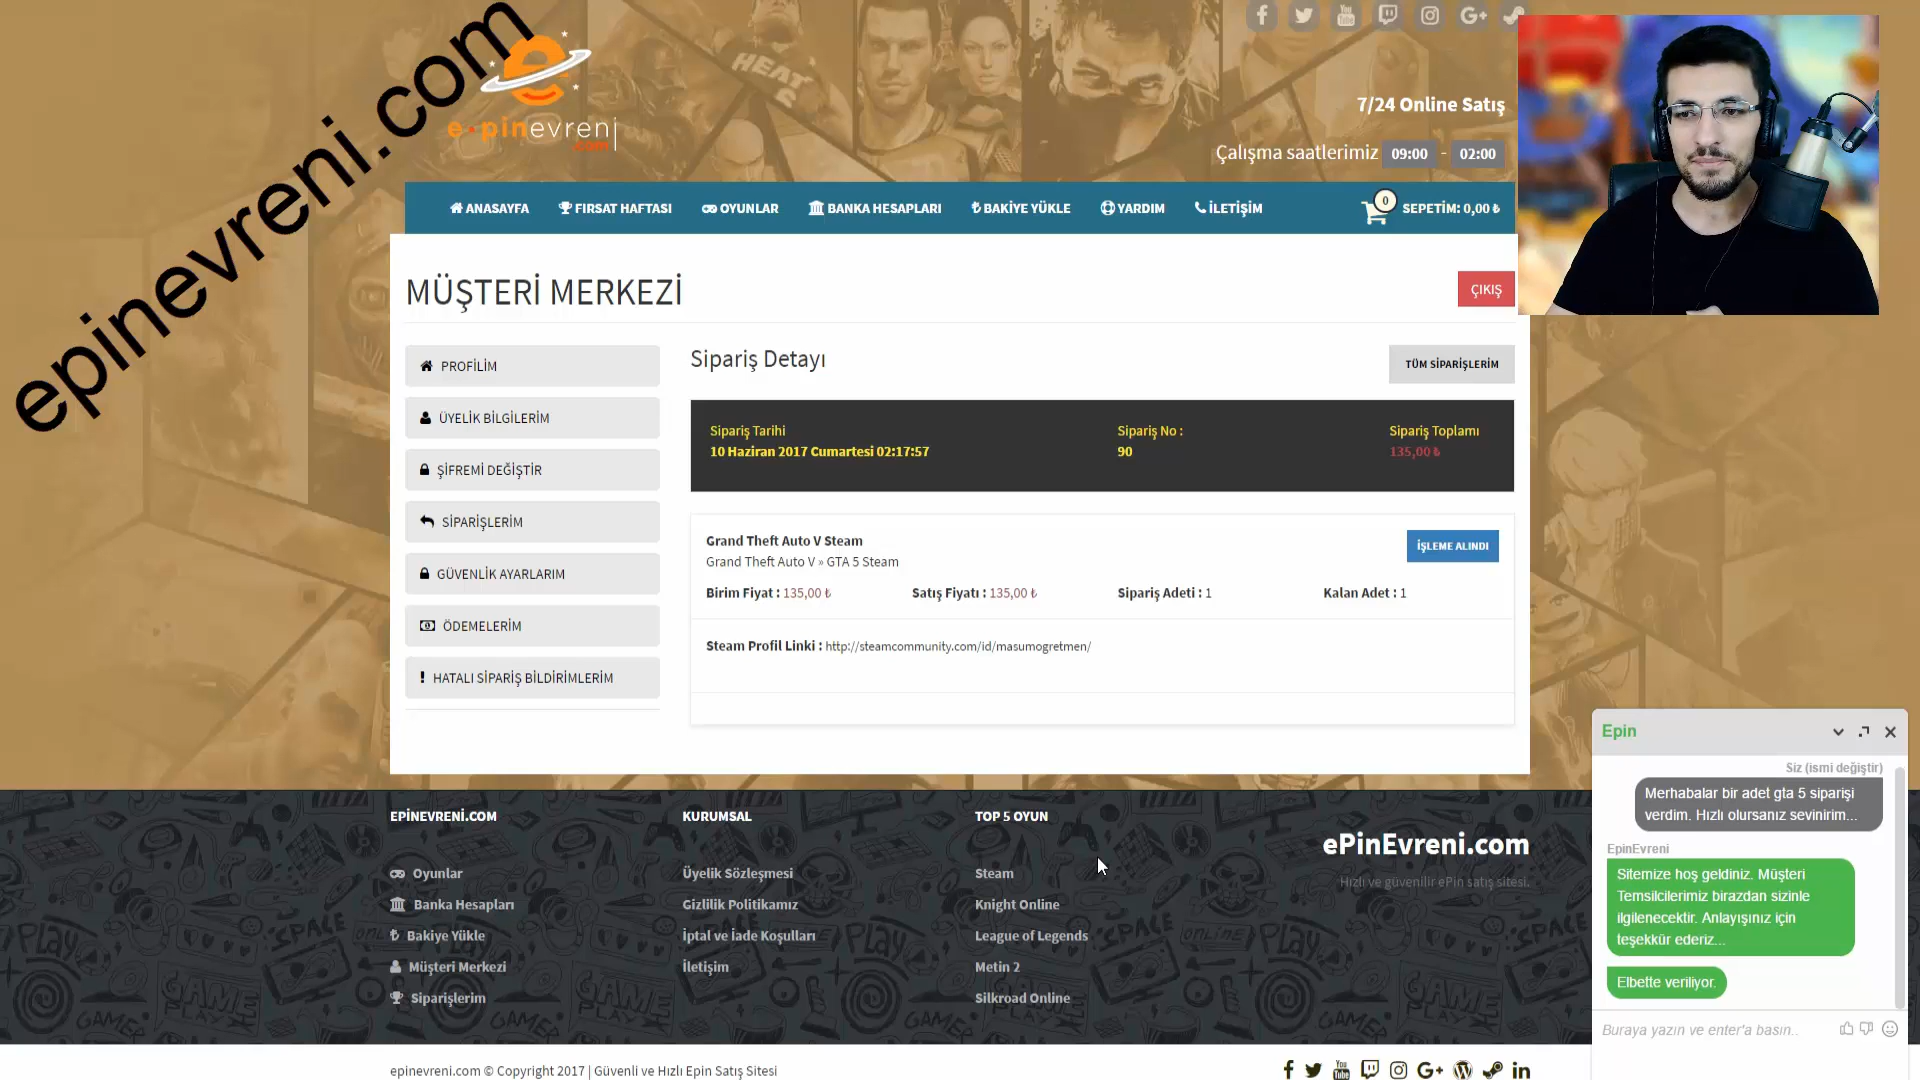 epinevreni.com
e·pinevreni
.com
HEAT
7/24 Online Satış
Çalışma saatlerimiz 09:00 - 02:00
ANASAYFA FIRSAT HAFTASI OYUNLAR BANKA HESAPLARI BAKİYE YÜKLE YARDIM İLETİŞİM 0 SEPETİM: 0,00 ₺
MÜŞTERİ MERKEZİ
ÇIKIŞ
PROFİLİM
ÜYELİK BİLGİLERİM
ŞİFREMİ DEĞİŞTİR
SİPARİŞLERİM
GÜVENLİK AYARLARIM
ÖDEMELERİM
HATALI SİPARİŞ BİLDİRİMLERİM
Sipariş Detayı
TÜM SİPARİŞLERİM
Sipariş Tarihi Sipariş No : Sipariş Toplamı
10 Haziran 2017 Cumartesi 02:17:57 90 135,00 ₺
Grand Theft Auto V Steam
İŞLEME ALINDI
Grand Theft Auto V » GTA 5 Steam
Birim Fiyat : 135,00 ₺ Satış Fiyatı : 135,00 ₺ Sipariş Adeti : 1 Kalan Adet : 1
Steam Profil Linki : http://steamcommunity.com/id/masumogretmen/
EPİNEVRENİ.COM
Oyunlar
Banka Hesapları
Bakiye Yükle
Müşteri Merkezi
Siparişlerim
KURUMSAL
Üyelik Sözleşmesi
Gizlilik Politikamız
İptal ve İade Koşulları
İletişim
TOP 5 OYUN
Steam
Knight Online
League of Legends
Metin 2
Silkroad Online
ePinEvreni.com
Hızlı ve güvenilir ePin satış sitesi.
epinevreni.com © Copyright 2017 | Güvenli ve Hızlı Epin Satış Sitesi
Epin
Siz (ismi değiştir)
Merhabalar bir adet gta 5 siparişi
verdim. Hızlı olursanız sevinirim...
EpinEvreni
Sitemize hoş geldiniz. Müşteri
Temsilcilerimiz birazdan sizinle
ilgilenecektir. Anlayışınız için
teşekkür ederiz...
Elbette veriliyor.
Buraya yazın ve enter'a basın..